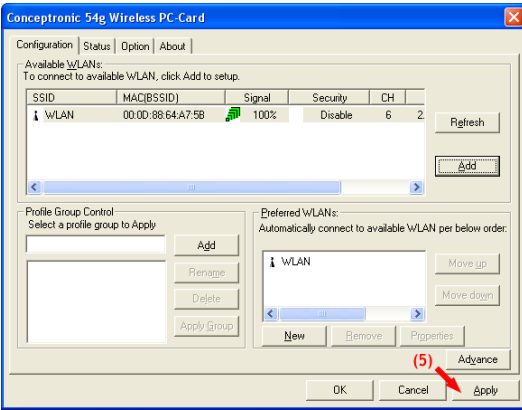 Conceptronic 54g Wireless PC-Card
Configuration Status Option About
Available WLANs:
To connect to available WLAN, click Add to setup.
SSID MAC(BSSID) Signal Security CH
WLAN 00:0D:88:64:A7:5B 100% Disable 6 2.
Refresh
Add
Profile Group Control
Select a profile group to Apply
Add
Rename
Delete
Apply Group
Preferred WLANs:
Automatically connect to available WLAN per below order:
WLAN
Move up
Move down
New Remove Properties
(5)
Advance
OK Cancel Apply